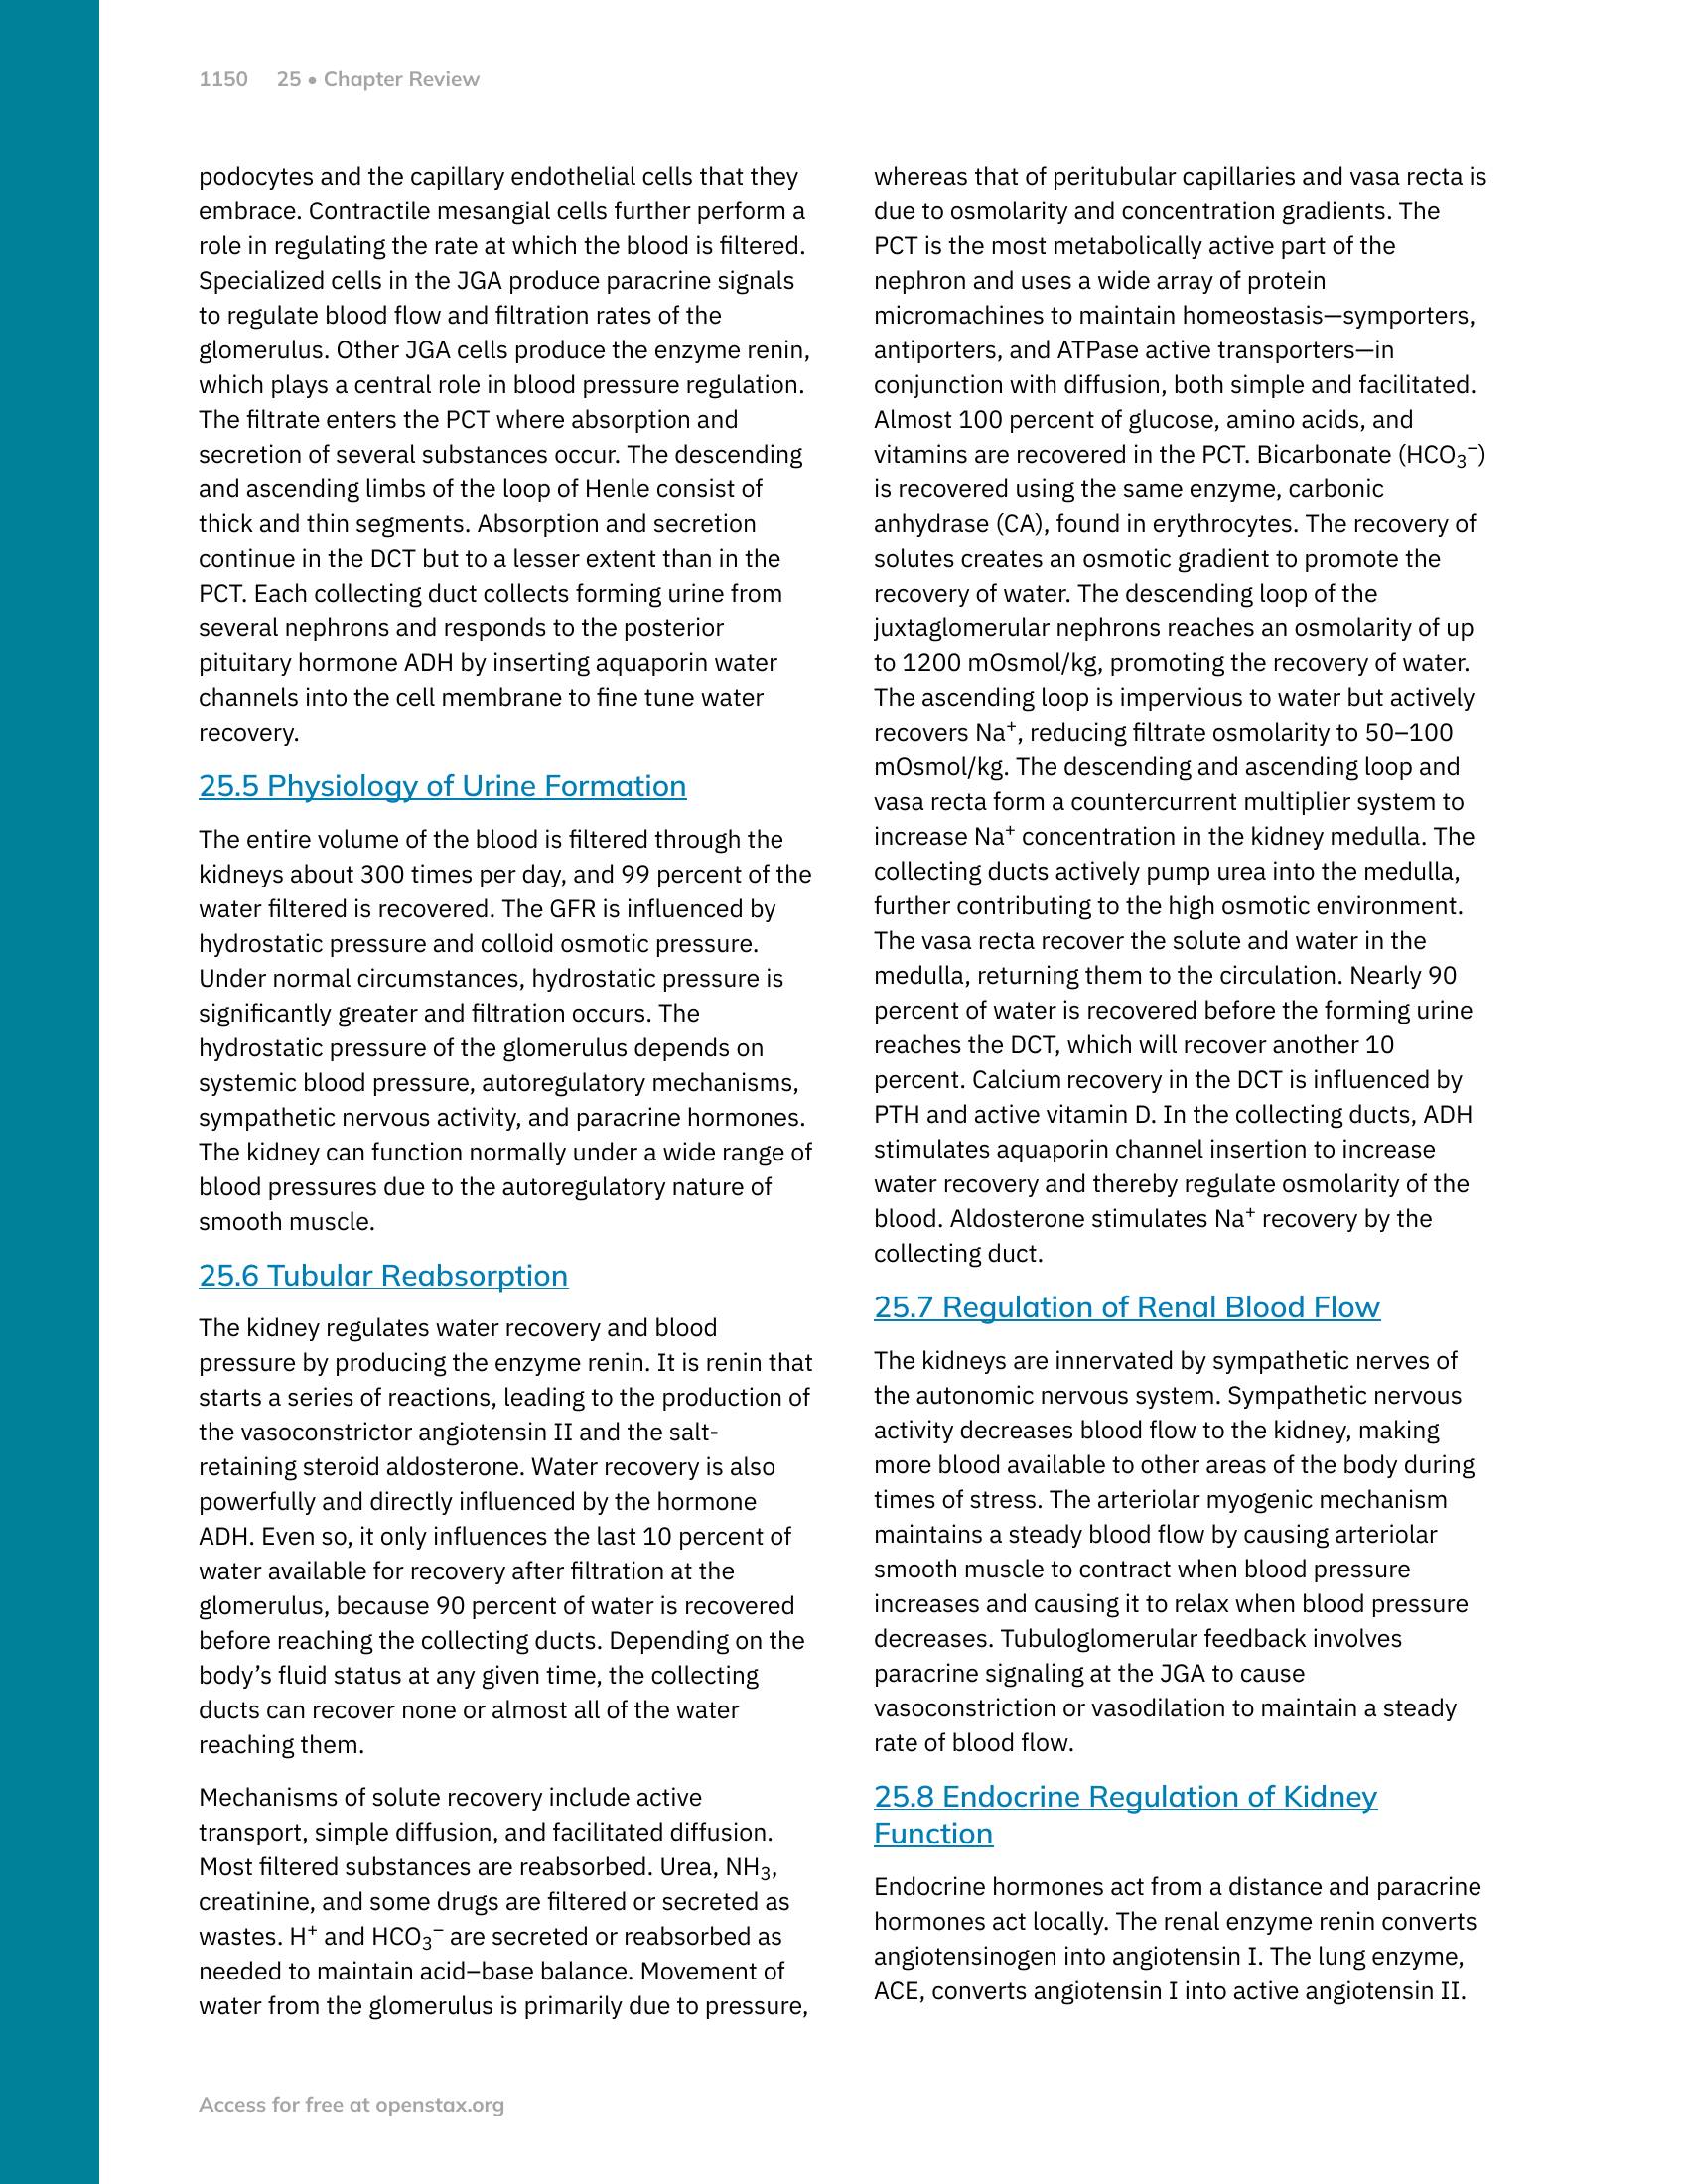 1150 25 • Chapter Review
podocytes and the capillary endothelial cells that they
embrace. Contractile mesangial cells further perform a
role in regulating the rate at which the blood is filtered.
Specialized cells in the JGA produce paracrine signals
to regulate blood flow and filtration rates of the
glomerulus. Other JGA cells produce the enzyme renin,
which plays a central role in blood pressure regulation.
The filtrate enters the PCT where absorption and
secretion of several substances occur. The descending
and ascending limbs of the loop of Henle consist of
thick and thin segments. Absorption and secretion
continue in the DCT but to a lesser extent than in the
PCT. Each collecting duct collects forming urine from
several nephrons and responds to the posterior
pituitary hormone ADH by inserting aquaporin water
channels into the cell membrane to fine tune water
recovery.
25.5 Physiology of Urine Formation
The entire volume of the blood is filtered through the
kidneys about 300 times per day, and 99 percent of the
water filtered is recovered. The GFR is influenced by
hydrostatic pressure and colloid osmotic pressure.
Under normal circumstances, hydrostatic pressure is
significantly greater and filtration occurs. The
hydrostatic pressure of the glomerulus depends on
systemic blood pressure, autoregulatory mechanisms,
sympathetic nervous activity, and paracrine hormones.
The kidney can function normally under a wide range of
blood pressures due to the autoregulatory nature of
smooth muscle.
25.6 Tubular Reabsorption
The kidney regulates water recovery and blood
pressure by producing the enzyme renin. It is renin that
starts a series of reactions, leading to the production of
the vasoconstrictor angiotensin II and the salt-
retaining steroid aldosterone. Water recovery is also
powerfully and directly influenced by the hormone
ADH. Even so, it only influences the last 10 percent of
water available for recovery after filtration at the
glomerulus, because 90 percent of water is recovered
before reaching the collecting ducts. Depending on the
body’s fluid status at any given time, the collecting
ducts can recover none or almost all of the water
reaching them.
Mechanisms of solute recovery include active
transport, simple diffusion, and facilitated diffusion.
Most filtered substances are reabsorbed. Urea, NH₃,
creatinine, and some drugs are filtered or secreted as
wastes. H⁺ and HCO₃⁻ are secreted or reabsorbed as
needed to maintain acid–base balance. Movement of
water from the glomerulus is primarily due to pressure,
whereas that of peritubular capillaries and vasa recta is
due to osmolarity and concentration gradients. The
PCT is the most metabolically active part of the
nephron and uses a wide array of protein
micromachines to maintain homeostasis—symporters,
antiporters, and ATPase active transporters—in
conjunction with diffusion, both simple and facilitated.
Almost 100 percent of glucose, amino acids, and
vitamins are recovered in the PCT. Bicarbonate (HCO₃⁻)
is recovered using the same enzyme, carbonic
anhydrase (CA), found in erythrocytes. The recovery of
solutes creates an osmotic gradient to promote the
recovery of water. The descending loop of the
juxtaglomerular nephrons reaches an osmolarity of up
to 1200 mOsmol/kg, promoting the recovery of water.
The ascending loop is impervious to water but actively
recovers Na⁺, reducing filtrate osmolarity to 50–100
mOsmol/kg. The descending and ascending loop and
vasa recta form a countercurrent multiplier system to
increase Na⁺ concentration in the kidney medulla. The
collecting ducts actively pump urea into the medulla,
further contributing to the high osmotic environment.
The vasa recta recover the solute and water in the
medulla, returning them to the circulation. Nearly 90
percent of water is recovered before the forming urine
reaches the DCT, which will recover another 10
percent. Calcium recovery in the DCT is influenced by
PTH and active vitamin D. In the collecting ducts, ADH
stimulates aquaporin channel insertion to increase
water recovery and thereby regulate osmolarity of the
blood. Aldosterone stimulates Na⁺ recovery by the
collecting duct.
25.7 Regulation of Renal Blood Flow
The kidneys are innervated by sympathetic nerves of
the autonomic nervous system. Sympathetic nervous
activity decreases blood flow to the kidney, making
more blood available to other areas of the body during
times of stress. The arteriolar myogenic mechanism
maintains a steady blood flow by causing arteriolar
smooth muscle to contract when blood pressure
increases and causing it to relax when blood pressure
decreases. Tubuloglomerular feedback involves
paracrine signaling at the JGA to cause
vasoconstriction or vasodilation to maintain a steady
rate of blood flow.
25.8 Endocrine Regulation of Kidney
Function
Endocrine hormones act from a distance and paracrine
hormones act locally. The renal enzyme renin converts
angiotensinogen into angiotensin I. The lung enzyme,
ACE, converts angiotensin I into active angiotensin II.
Access for free at openstax.org